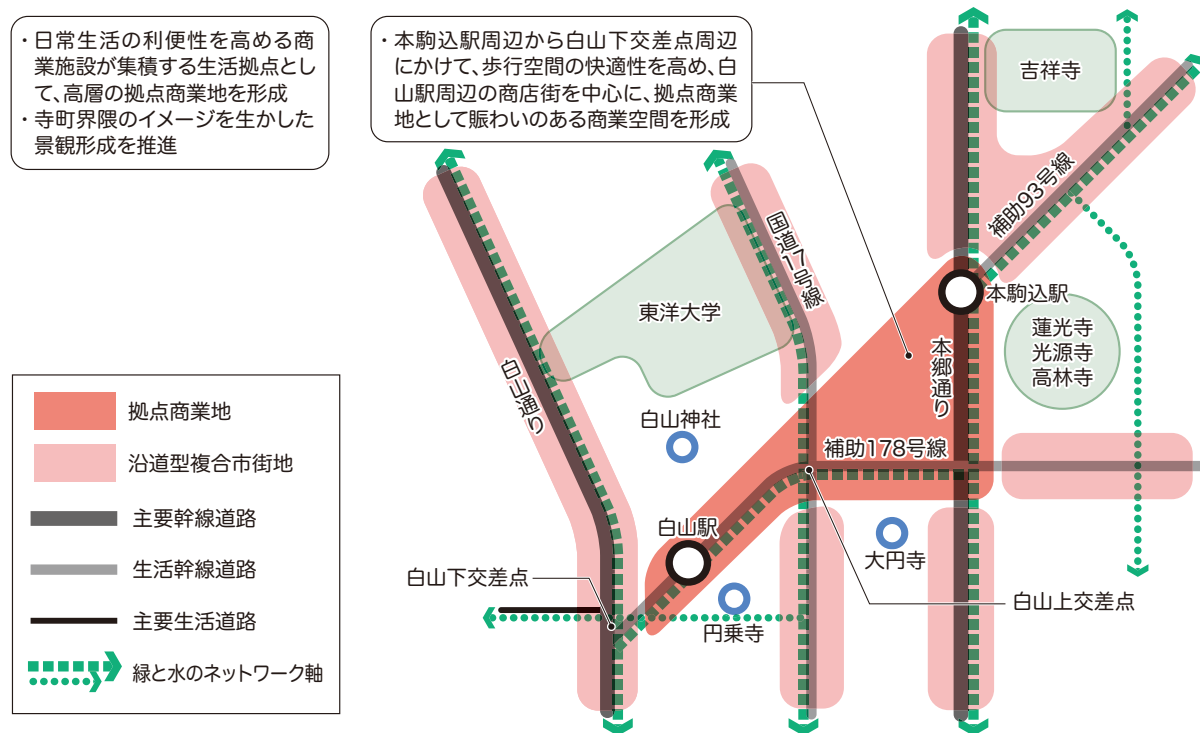 ・日常生活の利便性を高める商
業施設が集積する生活拠点とし
て、高層の拠点商業地を形成
・寺町界隈のイメージを生かした
景観形成を推進
・本駒込駅周辺から白山下交差点周辺
にかけて、歩行空間の快適性を高め、白
山駅周辺の商店街を中心に、拠点商業
地として賑わいのある商業空間を形成
吉祥寺
補助93号線
国道17号線
東洋大学
本駒込駅
蓮光寺
光源寺
高林寺
本郷通り
白山通り
白山神社
補助178号線
白山駅
大円寺
白山下交差点
白山上交差点
円乗寺
拠点商業地
沿道型複合市街地
主要幹線道路
生活幹線道路
主要生活道路
緑と水のネットワーク軸